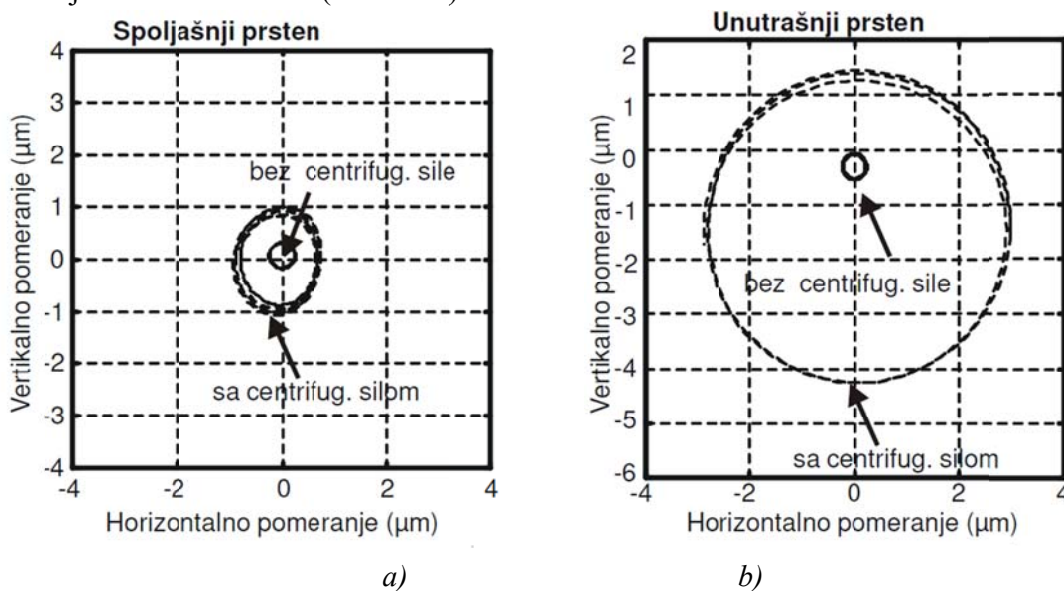 Spoljašnji prsten
4
3
2
1
0
-1
-2
-3
-4
-4
-2
0
2
4
Vertikalno pomeranje (µm)
Horizontalno pomeranje (µm)
bez centrifug. sile
sa centrifug. silom
a)
Unutrašnji prsten
2
1
0
-1
-2
-3
-4
-5
-6
-4
-2
0
2
4
Vertikalno pomeranje (µm)
Horizontalno pomeranje (µm)
bez centrifug. sile
sa centrifug. silom
b)